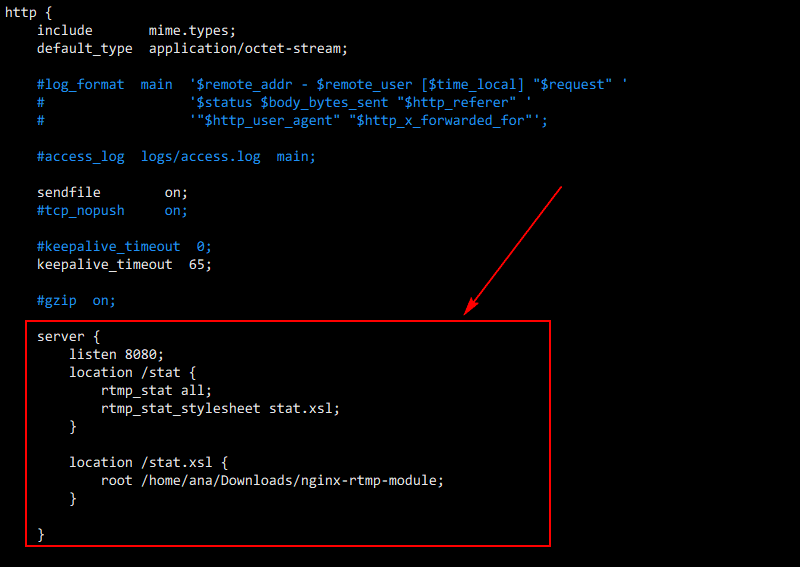 http {
    include       mime.types;
    default_type  application/octet-stream;
    #log_format  main  '$remote_addr - $remote_user [$time_local] "$request" '
    #                  '$status $body_bytes_sent "$http_referer" '
    #                  '"$http_user_agent" "$http_x_forwarded_for"';
    #access_log  logs/access.log  main;
    sendfile        on;
    #tcp_nopush     on;
    #keepalive_timeout  0;
    keepalive_timeout  65;
    #gzip  on;
    server {
        listen 8080;
        location /stat {
            rtmp_stat all;
            rtmp_stat_stylesheet stat.xsl;
        }
        location /stat.xsl {
            root /home/ana/Downloads/nginx-rtmp-module;
        }
    }